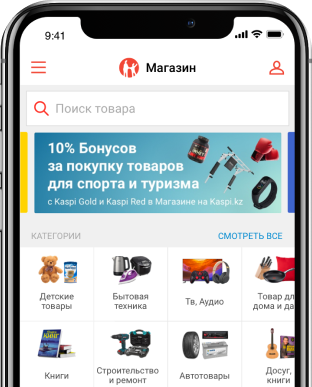 9:41
Магазин
Поиск товара
10% Бонусов
за покупку товаров
для спорта и туризма
с Kaspi Gold и Kaspi Red в Магазине на Kaspi.kz
КАТЕГОРИИ СМОТРЕТЬ ВСЕ
Детские
товары
Бытовая
техника
Тв, Аудио
Товар дл
дома и да
Книги
Строительство
и ремонт
Автотовары
Досуг,
книги